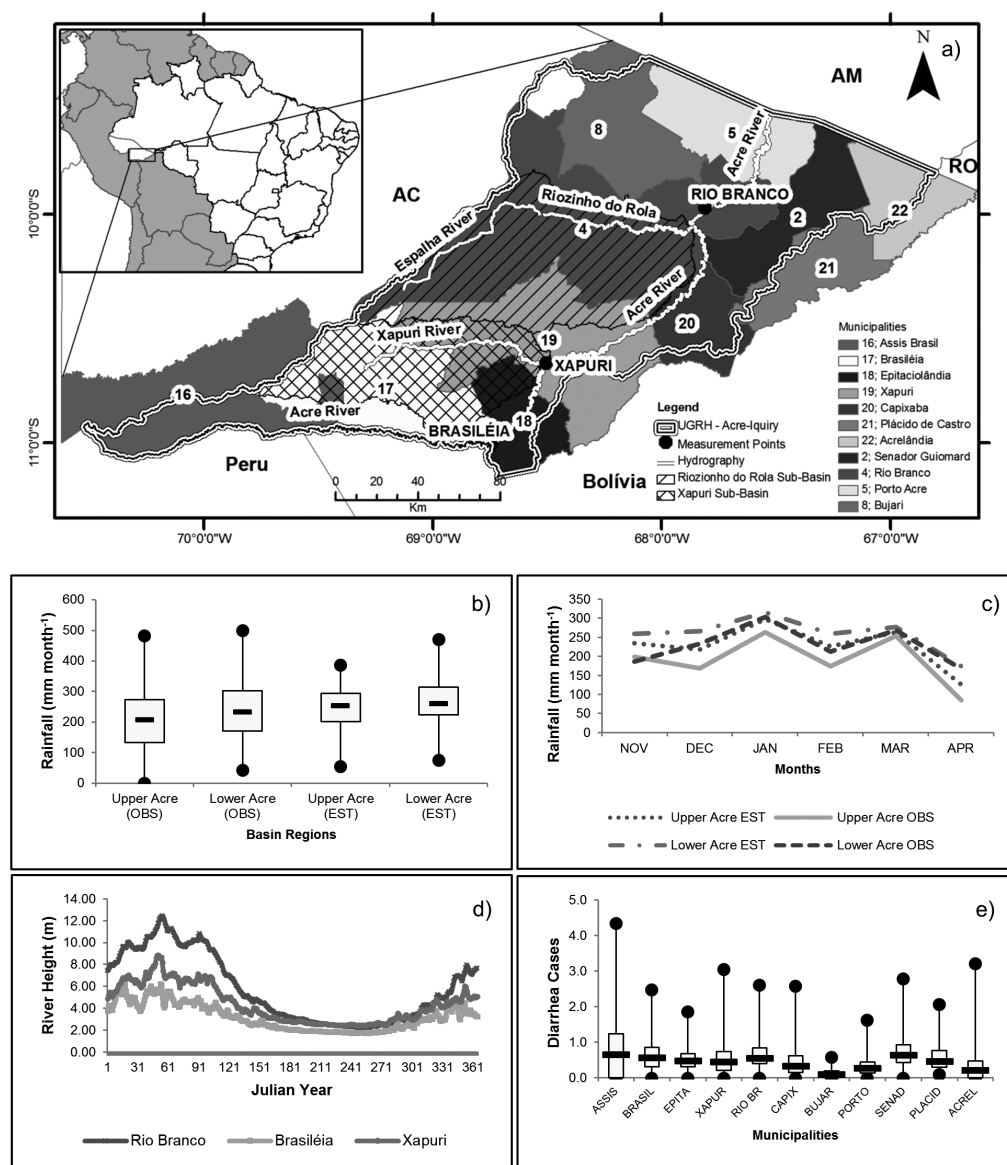 a)
N
AM
RO
AC
8
5
Acre River
RIO BRANCO
Riozinho do Rola
4
2
22
21
Espalha River
Acre River
20
Xapuri River
19
XAPURI
16
17
Acre River
BRASILÉIA
18
Peru
Bolívia
10°0'0"S
11°0'0"S
Municipalities
16; Assis Brasil
17; Brasiléia
18; Epitaciolândia
19; Xapuri
20; Capixaba
21; Plácido de Castro
22; Acrelândia
2; Senador Guiomard
4; Rio Branco
5; Porto Acre
8; Bujari
Legend
UGRH - Acre-Iquiry
Measurement Points
Hydrography
Riozionho do Rola Sub-Basin
Xapuri Sub-Basin
0 20 40 80
Km
70°0'0"W 69°0'0"W 68°0'0"W 67°0'0"W
b)
Rainfall (mm month-1)
600
500
400
300
200
100
0
Upper Acre (OBS)
Lower Acre (OBS)
Upper Acre (EST)
Lower Acre (EST)
Basin Regions
c)
Rainfall (mm month-1)
350
300
250
200
150
100
50
0
NOV DEC JAN FEB MAR APR
Months
Upper Acre EST Upper Acre OBS
Lower Acre EST Lower Acre OBS
d)
River Height (m)
14.00
12.00
10.00
8.00
6.00
4.00
2.00
0.00
1 31 61 91 121 151 181 211 241 271 301 331 361
Julian Year
Rio Branco Brasiléia Xapuri
e)
Diarrhea Cases
5.0
4.0
3.0
2.0
1.0
0.0
ASSIS
BRASIL
EPITA
XAPUR
RIO BR
CAPIX
BUJAR
PORTO
SENAD
PLACID
ACREL
Municipalities